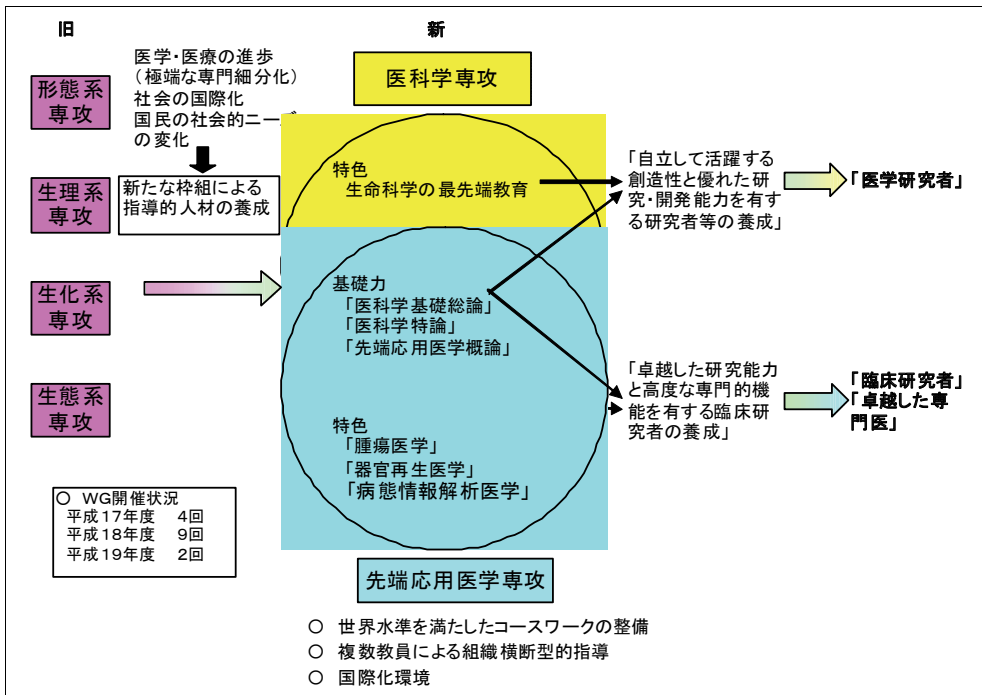 旧
新
形態系
専攻
生理系
専攻
生化系
専攻
生態系
専攻
医学・医療の進歩
（極端な専門細分化）
社会の国際化
国民の社会的ニーズ
の変化
新たな枠組による
指導的人材の養成
医科学専攻
特色
生命科学の最先端教育
基礎力
「医科学基礎総論」
「医科学特論」
「先端応用医学概論」
特色
「腫瘍医学」
「器官再生医学」
「病態情報解析医学」
先端応用医学専攻
「自立して活躍する
創造性と優れた研
究・開発能力を有す
る研究者等の養成」
「医学研究者」
「卓越した研究能力
と高度な専門的機
能を有する臨床研
究者の養成」
「臨床研究者」
「卓越した専
門医」
○ WG開催状況
平成17年度 4回
平成18年度 9回
平成19年度 2回
○ 世界水準を満たしたコースワークの整備
○ 複数教員による組織横断型的指導
○ 国際化環境